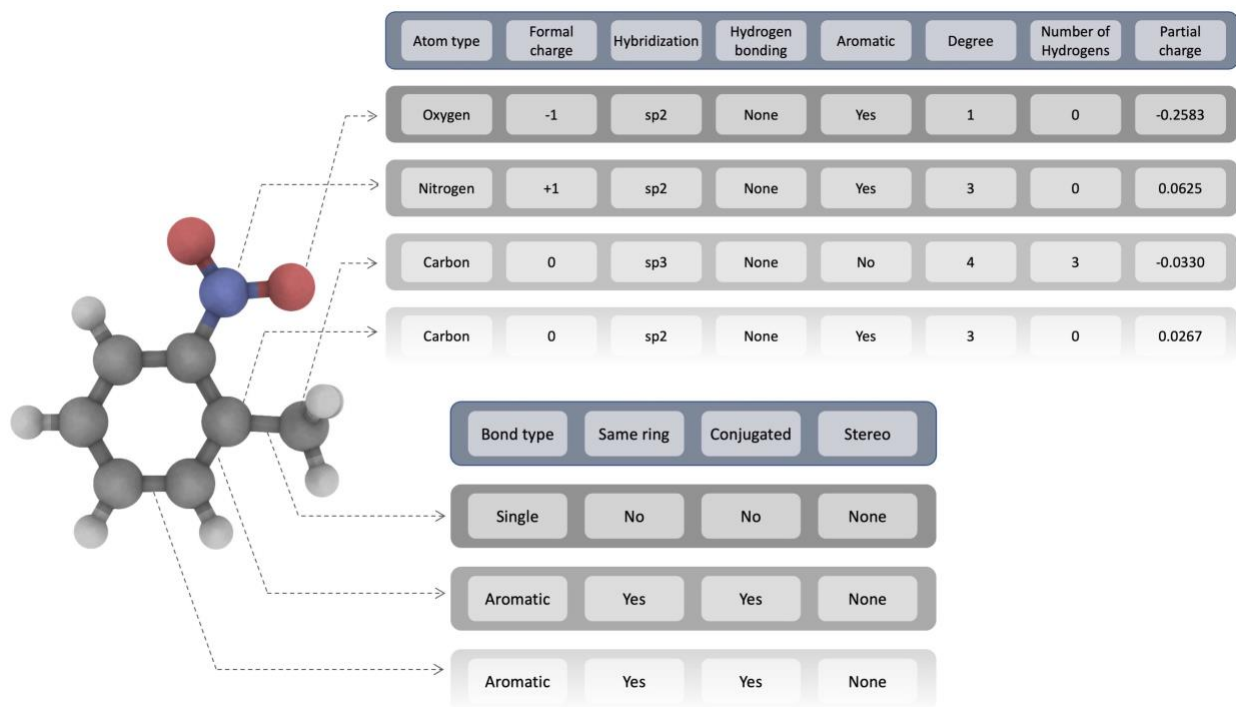 Atom type Formal charge Hybridization Hydrogen bonding Aromatic Degree Number of Hydrogens Partial charge
Oxygen -1 sp2 None Yes 1 0 -0.2583
Nitrogen +1 sp2 None Yes 3 0 0.0625
Carbon 0 sp3 None No 4 3 -0.0330
Carbon 0 sp2 None Yes 3 0 0.0267
Bond type Same ring Conjugated Stereo
Single No No None
Aromatic Yes Yes None
Aromatic Yes Yes None